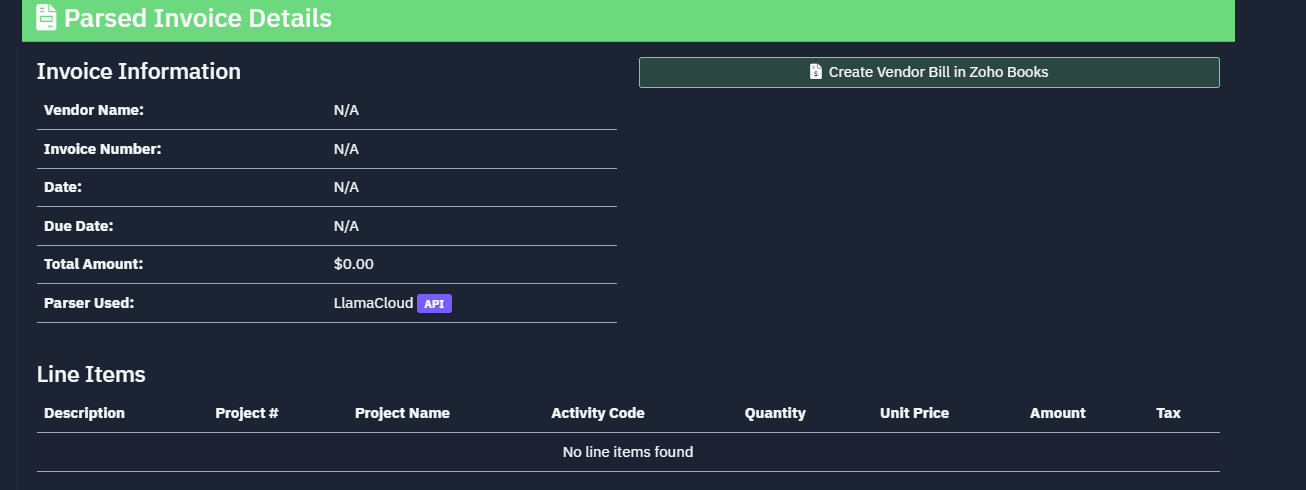 Parsed Invoice Details
Invoice Information
Create Vendor Bill in Zoho Books
Vendor Name: N/A
Invoice Number: N/A
Date: N/A
Due Date: N/A
Total Amount: $0.00
Parser Used: LlamaCloud API
Line Items
Description Project # Project Name Activity Code Quantity Unit Price Amount Tax
No line items found